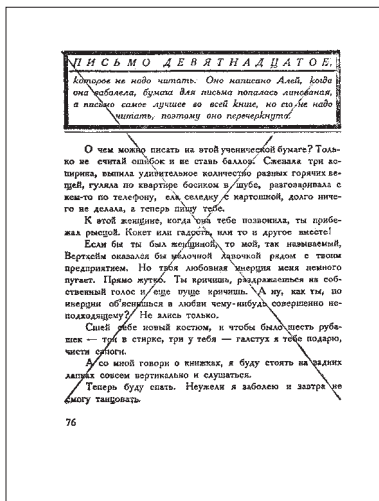 ПИСЬМО ДЕВЯТНАДЦАТОЕ,
которое не надо читать. Оно написано Алей, когда
она заболела, бумага для письма попалась линованая,
а письмо самое лучшее во всей книге, но его не надо
читать, поэтому оно перечеркнуто.
О чем можно писать на этой ученической бумаге? Толь-
ко не считай ошибок и не ставь баллов. Сжевала три ас-
пирина, выпила удивительное количество разных горячих ве-
щей, гуляла по квартире босиком в шубе, разговаривала с
кем-то по телефону, ела селедку с картошкой, долго ниче-
го не делала, а теперь пишу тебе.
К этой женщине, когда она тебе позвонила, ты прибе-
жал рысцой. Кокет или гадость, или то и другое вместе!
Если бы ты был женщиной, то мой, так называемый,
Вертхейм оказался бы мелочной лавочкой рядом с твоим
предприятием. Но твоя любовная инерция меня немного
пугает. Прямо жутко. Ты кричишь, раздражаешься на соб-
ственный голос и еще пуще кричишь. А ну, как ты, по
инерции об'яснишься в любви чему-нибудь совершенно не-
подходящему? Не злись только.
Сшей себе новый костюм, и чтобы было шесть руба-
шек — три в стирке, три у тебя — галстух я тебе подарю,
чисти сапоги.
А со мной говори о книжках, я буду стоять на задних
лапках совсем вертикально и слушаться.
Теперь буду спать. Неужели я заболею и завтра не
смогу танцовать.
76